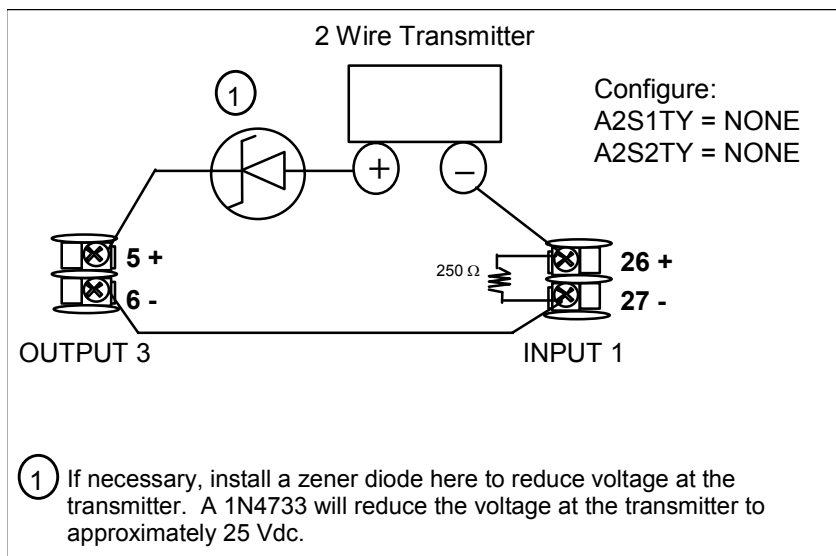 2 Wire Transmitter
1
Configure:
A2S1TY = NONE
A2S2TY = NONE
+
–
5 +
6 -
250 Ω
26 +
27 -
OUTPUT 3
INPUT 1
1 If necessary, install a zener diode here to reduce voltage at the
transmitter.  A 1N4733 will reduce the voltage at the transmitter to
approximately 25 Vdc.